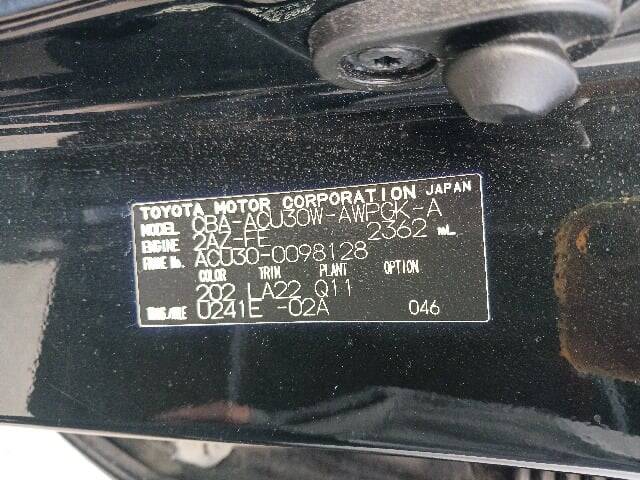 TOYOTA MOTOR CORPORATION JAPAN
MODEL CBA-ACU30W-AWPGK-A
ENGINE 2AZ-FE 2362 mL
FRAME No. ACU30-0098128
COLOR TRIM PLANT OPTION
202 LA22 Q11
TRANS/AXLE U241E -02A 046